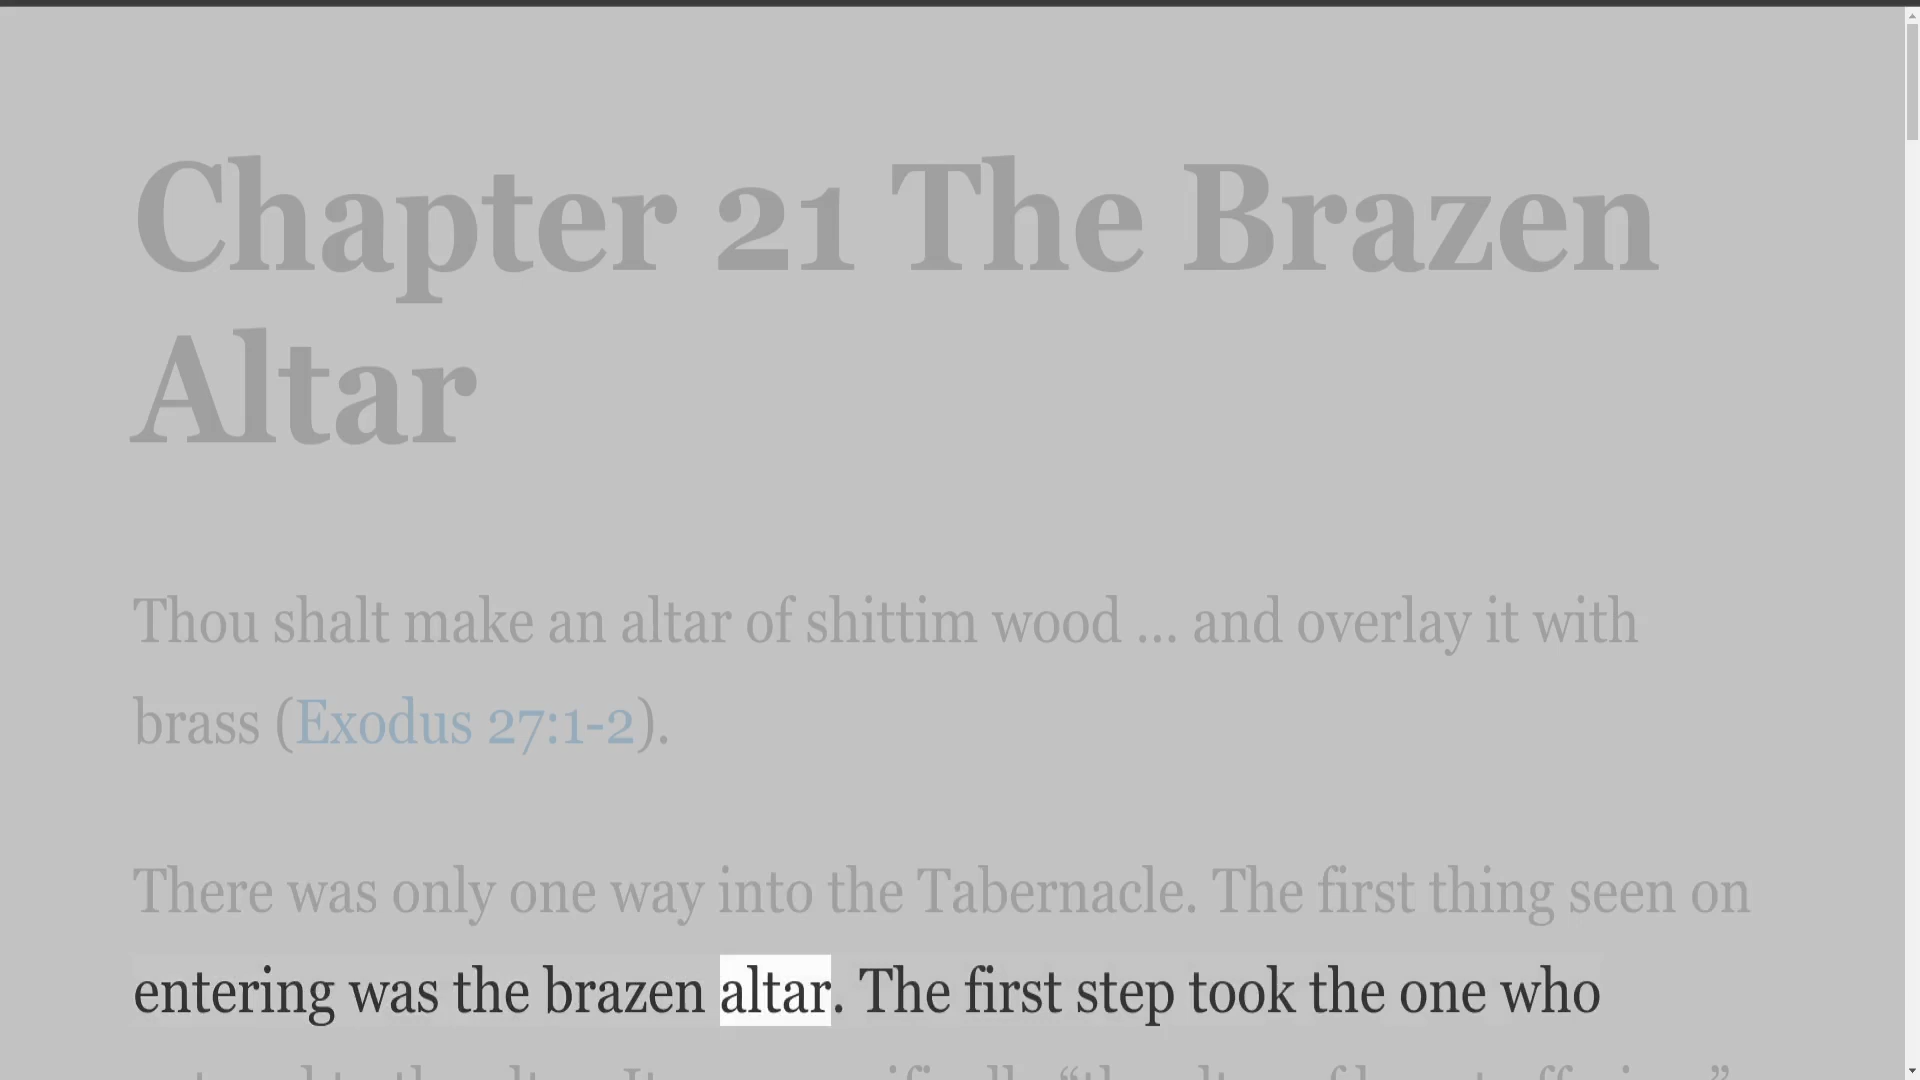 Chapter 21 The Brazen
Altar
Thou shalt make an altar of shittim wood ... and overlay it with
brass (Exodus 27:1-2).
There was only one way into the Tabernacle. The first thing seen on
entering was the brazen altar. The first step took the one who